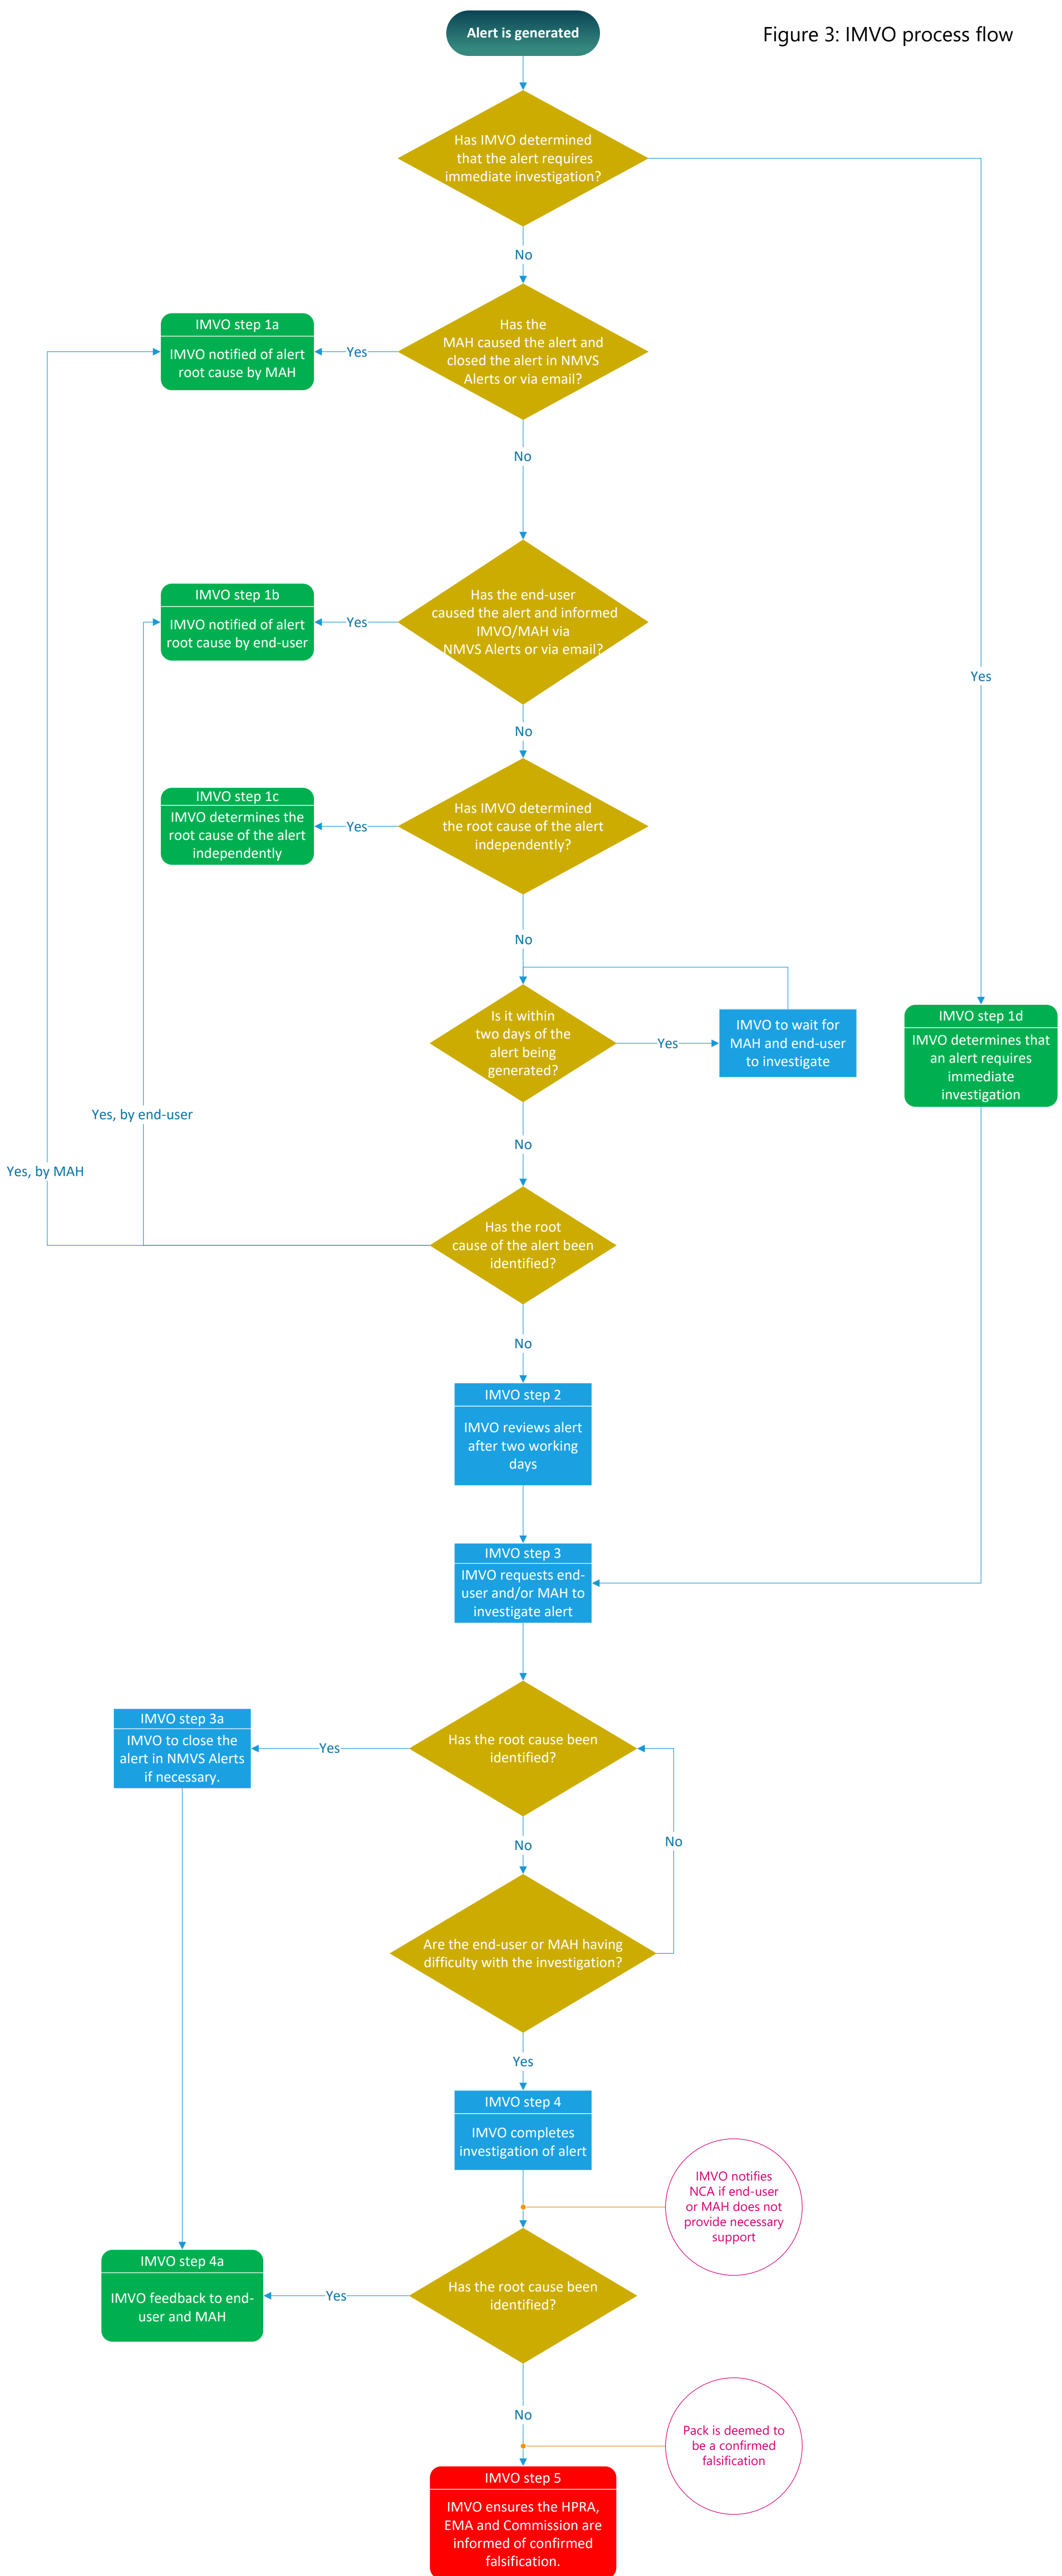 Alert is generated
Figure 3: IMVO process flow
Has IMVO determined
that the alert requires
immediate investigation?
No
IMVO step 1a
IMVO notified of alert
root cause by MAH
Yes
Has the
MAH caused the alert and
closed the alert in NMVS
Alerts or via email?
No
IMVO step 1b
IMVO notified of alert
root cause by end-user
Yes
Has the end-user
caused the alert and informed
IMVO/MAH via
NMVS Alerts or via email?
Yes
No
IMVO step 1c
IMVO determines the
root cause of the alert
independently
Yes
Has IMVO determined
the root cause of the alert
independently?
No
Is it within
two days of the
alert being
generated?
Yes
IMVO to wait for
MAH and end-user
to investigate
IMVO step 1d
IMVO determines that
an alert requires
immediate
investigation
Yes, by end-user
No
Yes, by MAH
Has the root
cause of the alert been
identified?
No
IMVO step 2
IMVO reviews alert
after two working
days
IMVO step 3
IMVO requests end-
user and/or MAH to
investigate alert
IMVO step 3a
IMVO to close the
alert in NMVS Alerts
if necessary.
Yes
Has the root cause been
identified?
No
No
Are the end-user or MAH having
difficulty with the investigation?
Yes
IMVO step 4
IMVO completes
investigation of alert
IMVO notifies
NCA if end-user
or MAH does not
provide necessary
support
IMVO step 4a
IMVO feedback to end-
user and MAH
Yes
Has the root cause been
identified?
No
Pack is deemed to
be a confirmed
falsification
IMVO step 5
IMVO ensures the HPRA,
EMA and Commission are
informed of confirmed
falsification.